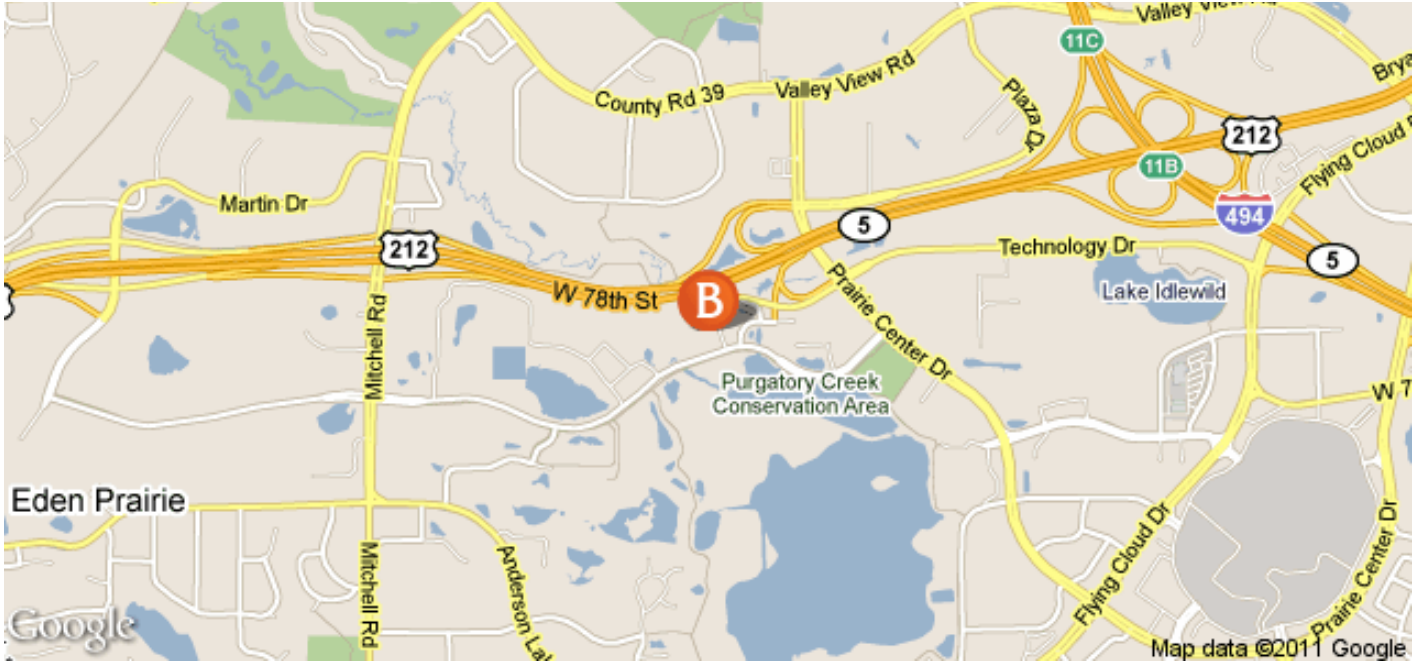 11C
Valley View Rd
Valley View Rd
County Rd 39
Plaza Dr
212
11B
Flying Cloud
Martin Dr
494
212
5
Technology Dr
5
W 78th St
B
Prairie Center Dr
Lake Idlewild
Mitchell Rd
Purgatory Creek
Conservation Area
W 7
Eden Prairie
Mitchell Rd
Anderson La
Flying Cloud Dr
Prairie Center Dr
Google
Map data ©2011 Google